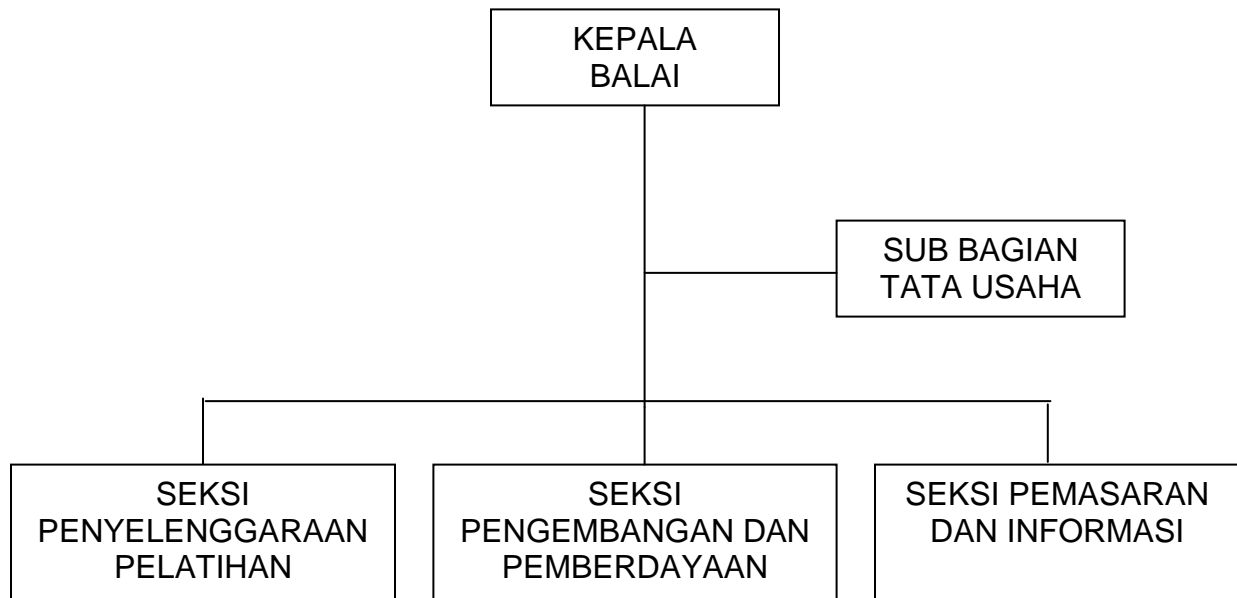 KEPALA
BALAI
SUB BAGIAN
TATA USAHA
SEKSI
PENYELENGGARAAN
PELATIHAN
SEKSI
PENGEMBANGAN DAN
PEMBERDAYAAN
SEKSI PEMASARAN
DAN INFORMASI